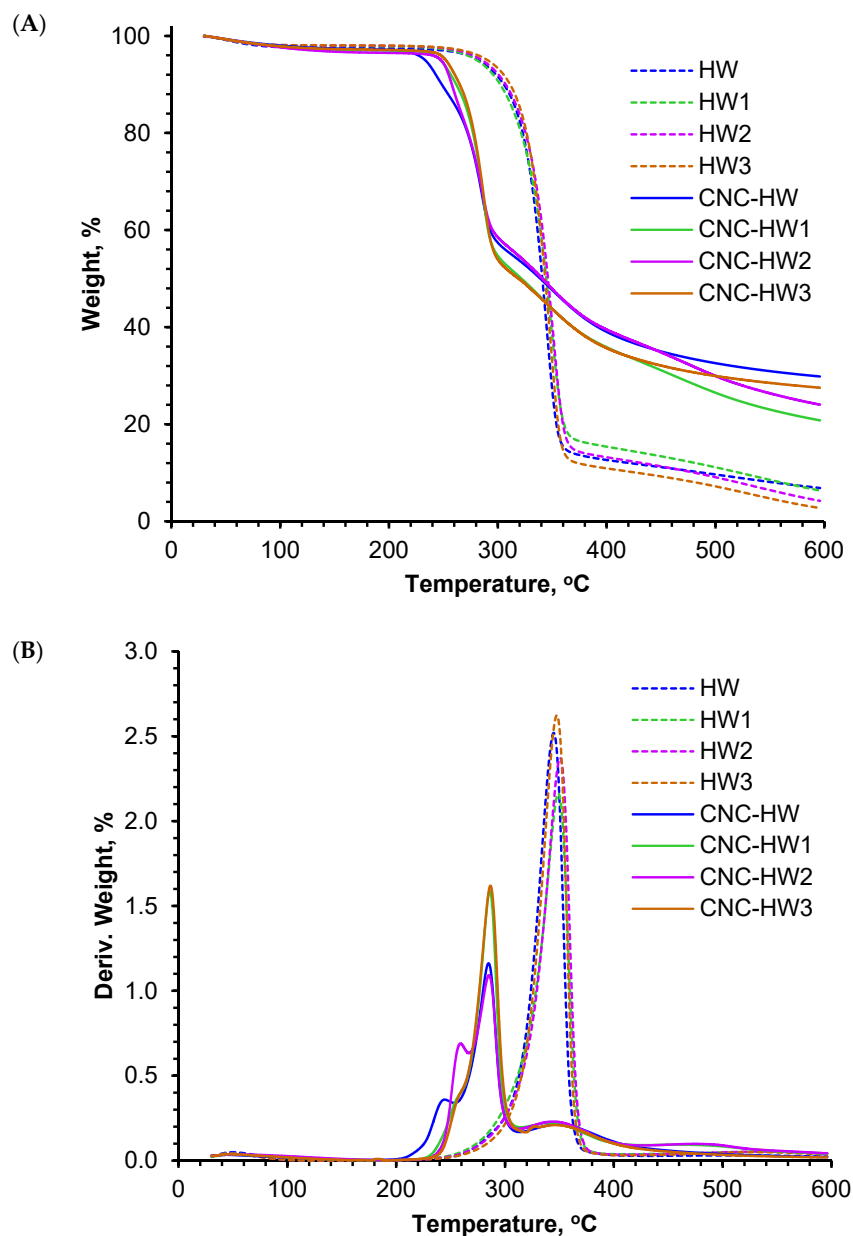 (A)
100
80
60
40
20
0
Weight, %
0 100 200 300 400 500 600
Temperature, °C
HW
HW1
HW2
HW3
CNC-HW
CNC-HW1
CNC-HW2
CNC-HW3
(B)
3.0
2.5
2.0
1.5
1.0
0.5
0.0
Deriv. Weight, %
0 100 200 300 400 500 600
Temperature, °C
HW
HW1
HW2
HW3
CNC-HW
CNC-HW1
CNC-HW2
CNC-HW3